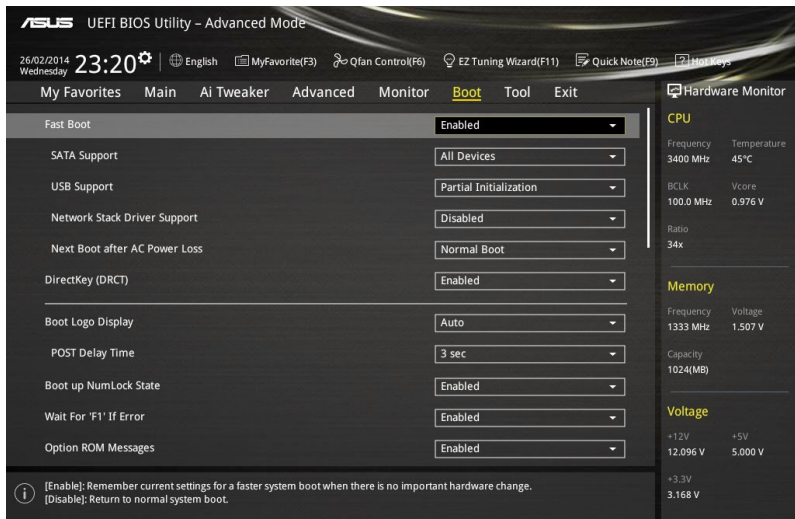 ASUS UEFI BIOS Utility – Advanced Mode
26/02/2014
Wednesday 23:20 English MyFavorite(F3) Qfan Control(F6) EZ Tuning Wizard(F11) Quick Note(F9) ? Hot Keys
My Favorites Main Ai Tweaker Advanced Monitor Boot Tool Exit
Fast Boot Enabled
SATA Support All Devices
USB Support Partial Initialization
Network Stack Driver Support Disabled
Next Boot after AC Power Loss Normal Boot
DirectKey (DRCT) Enabled
Boot Logo Display Auto
POST Delay Time 3 sec
Boot up NumLock State Enabled
Wait For 'F1' If Error Enabled
Option ROM Messages Enabled
[Enable]: Remember current settings for a faster system boot when there is no important hardware change.
[Disable]: Return to normal system boot.
Hardware Monitor
CPU
Frequency Temperature
3400 MHz 45°C
BCLK Vcore
100.0 MHz 0.976 V
Ratio
34x
Memory
Frequency Voltage
1333 MHz 1.507 V
Capacity
1024(MB)
Voltage
+12V +5V
12.096 V 5.000 V
+3.3V
3.168 V